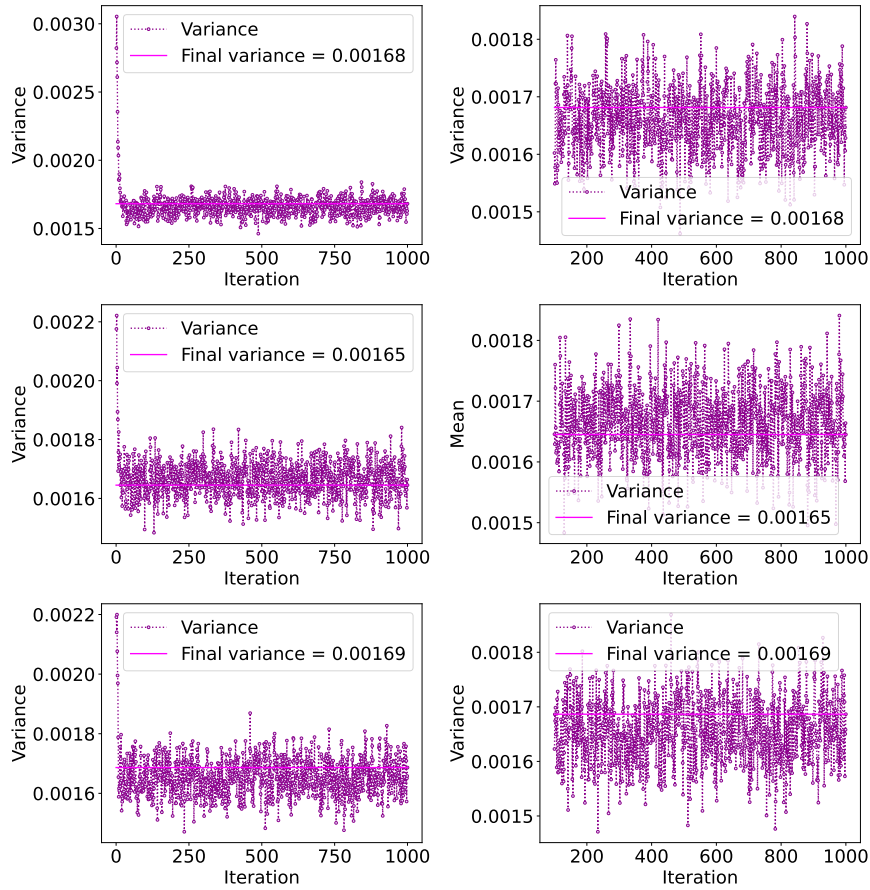 0.0030
0.0025
0.0020
0.0015
Variance
Variance
Final variance = 0.00168
0 250 500 750 1000
Iteration
0.0018
0.0017
0.0016
0.0015
Variance
Variance
Final variance = 0.00168
200 400 600 800 1000
Iteration
0.0022
0.0020
0.0018
0.0016
Variance
Variance
Final variance = 0.00165
0 250 500 750 1000
Iteration
0.0018
0.0017
0.0016
0.0015
Mean
Variance
Final variance = 0.00165
200 400 600 800 1000
Iteration
0.0022
0.0020
0.0018
0.0016
Variance
Variance
Final variance = 0.00169
0 250 500 750 1000
Iteration
0.0018
0.0017
0.0016
0.0015
Variance
Variance
Final variance = 0.00169
200 400 600 800 1000
Iteration